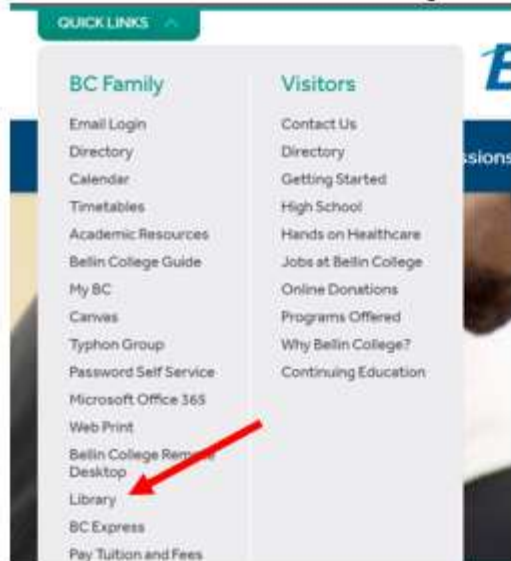 QUICK LINKS
BC Family
Email Login
Directory
Calendar
Timetables
Academic Resources
Bellin College Guide
My BC
Canvas
Typhon Group
Password Self Service
Microsoft Office 365
Web Print
Bellin College Remote
Desktop
Library
BC Express
Pay Tuition and Fees
Visitors
Contact Us
Directory
Getting Started
High School
Hands on Healthcare
Jobs at Bellin College
Online Donations
Programs Offered
Why Bellin College?
Continuing Education
B
ssions